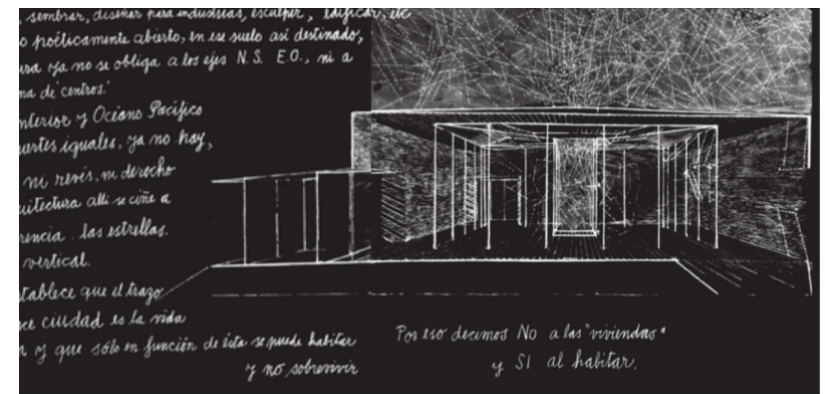 , sembrar, diseñar para industrias, esculpir, edificar, etc
o poéticamente abierto, en ese suelo así destinado,
ura ya no se obliga a los ejes N.S. E.O., ni a
ma de centros.'
nterior y Océano Pacífico
uertes iguales, ya no hay,
ni revés, ni derecho
uitectura allí se ciñe a
rencia. las estrellas.
vertical.
tablece que el trazo
ce ciudad es la vida
a y que sólo en función de ésta se puede habitar
y no sobrevivir
Por eso decimos No a las "viviendas"
y SI al habitar.